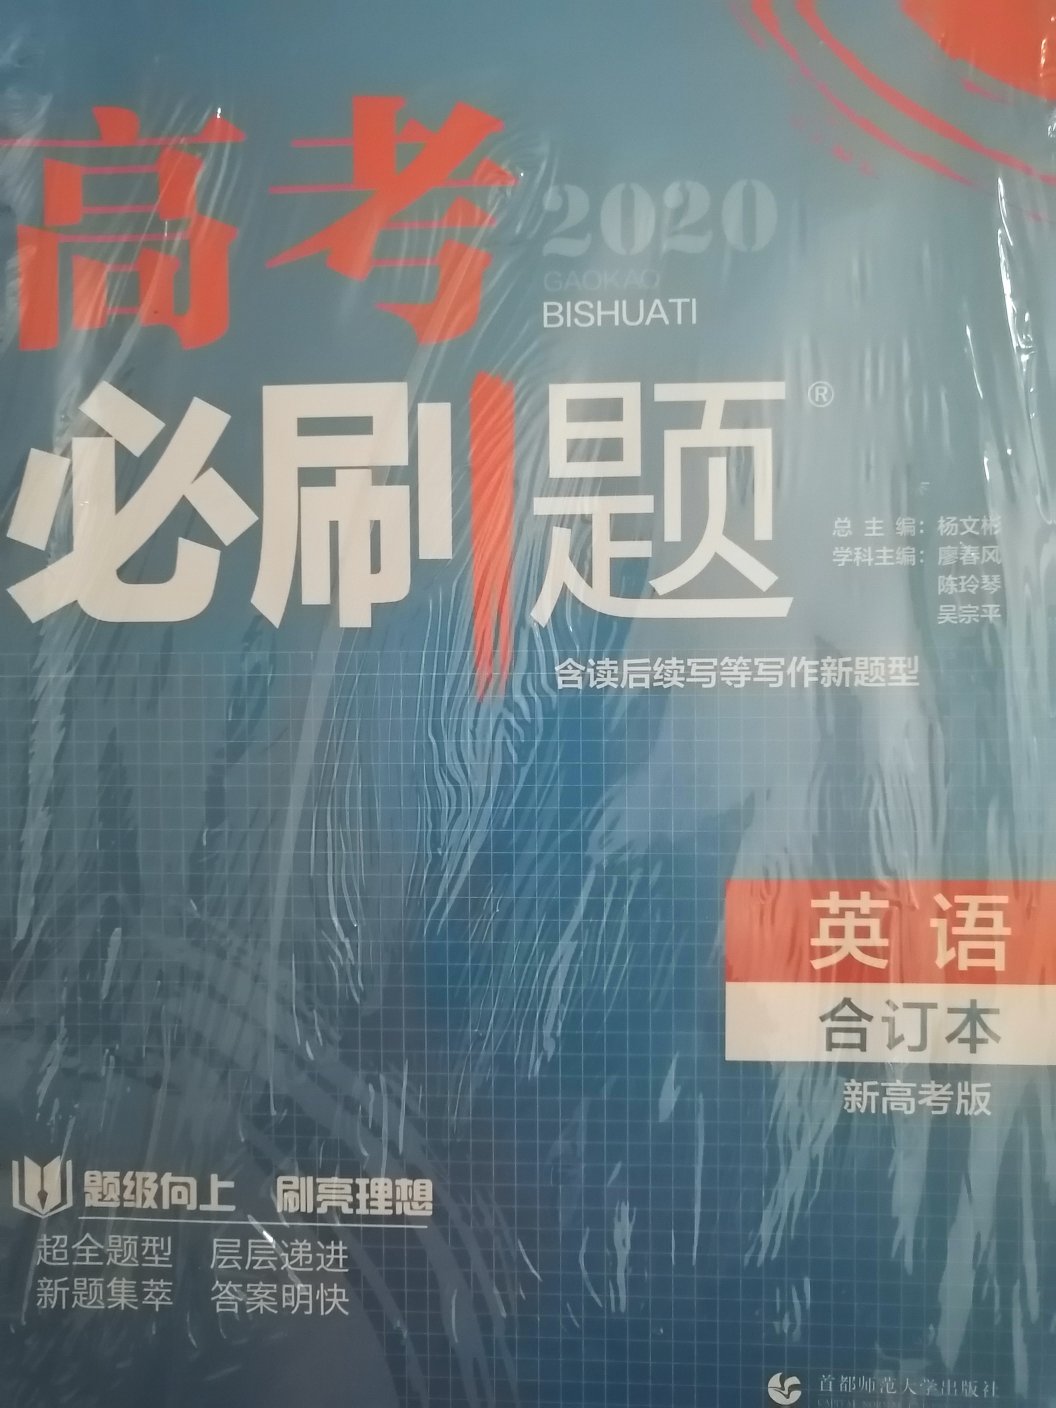 高考
2020
GAOKAO
BISHUATI
必刷题®
总主编：杨文彬
学科主编：廖春风
陈玲琴
吴宗平
含读后续写等写作新题型
英语
合订本
新高考版
题级向上 刷亮理想
超全题型 层层递进
新题集萃 答案明快
首都师范大学出版社